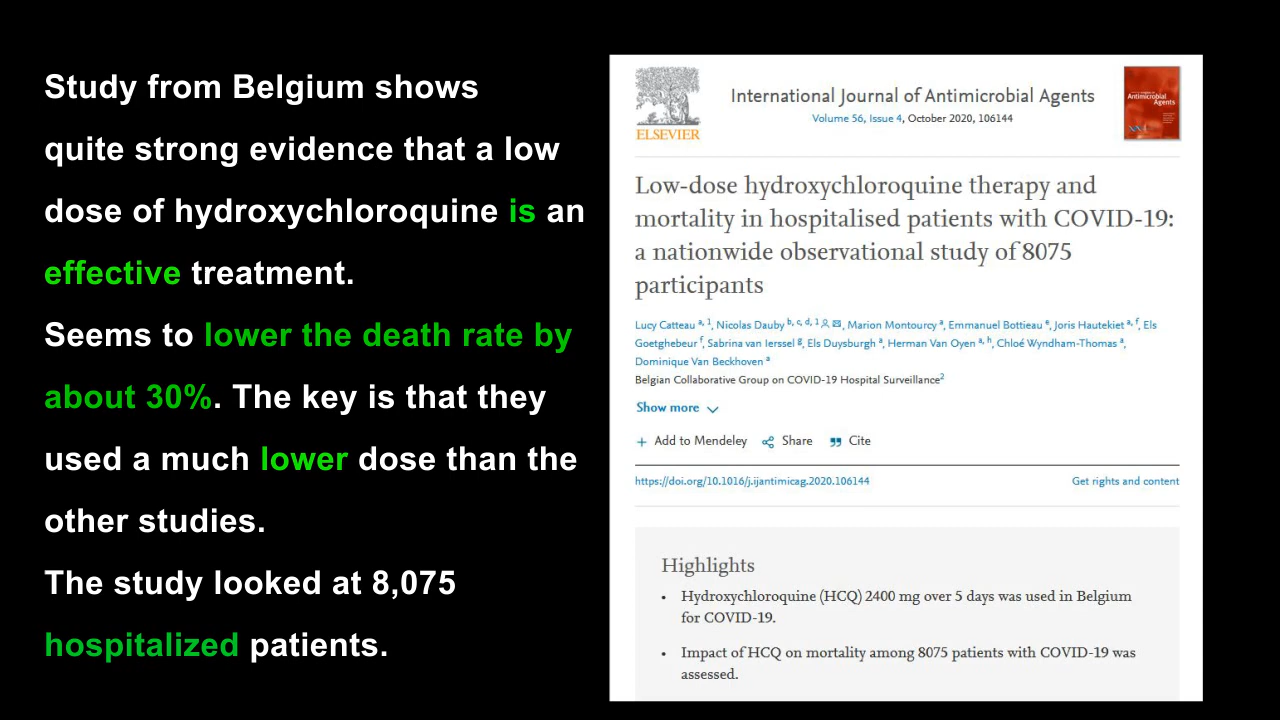 Study from Belgium shows
quite strong evidence that a low
dose of hydroxychloroquine is an
effective treatment.
Seems to lower the death rate by
about 30%. The key is that they
used a much lower dose than the
other studies.
The study looked at 8,075
hospitalized patients.
ELSEVIER
International Journal of Antimicrobial Agents
Volume 56, Issue 4, October 2020, 106144
Antimicrobial
Agents
Low-dose hydroxychloroquine therapy and
mortality in hospitalised patients with COVID-19:
a nationwide observational study of 8075
participants
Lucy Catteau a, 1, Nicolas Dauby b, c, d, 1, Marion Montourcy a, Emmanuel Bottieau e, Joris Hautekiet a, f, Els
Goetghebeur f, Sabrina van Ierssel g, Els Duysburgh a, Herman Van Oyen a, h, Chloé Wyndham-Thomas a,
Dominique Van Beckhoven a
Belgian Collaborative Group on COVID-19 Hospital Surveillance2
Show more
+ Add to Mendeley Share Cite
https://doi.org/10.1016/j.ijantimicag.2020.106144 Get rights and content
Highlights
• Hydroxychloroquine (HCQ) 2400 mg over 5 days was used in Belgium
for COVID-19.
• Impact of HCQ on mortality among 8075 patients with COVID-19 was
assessed.